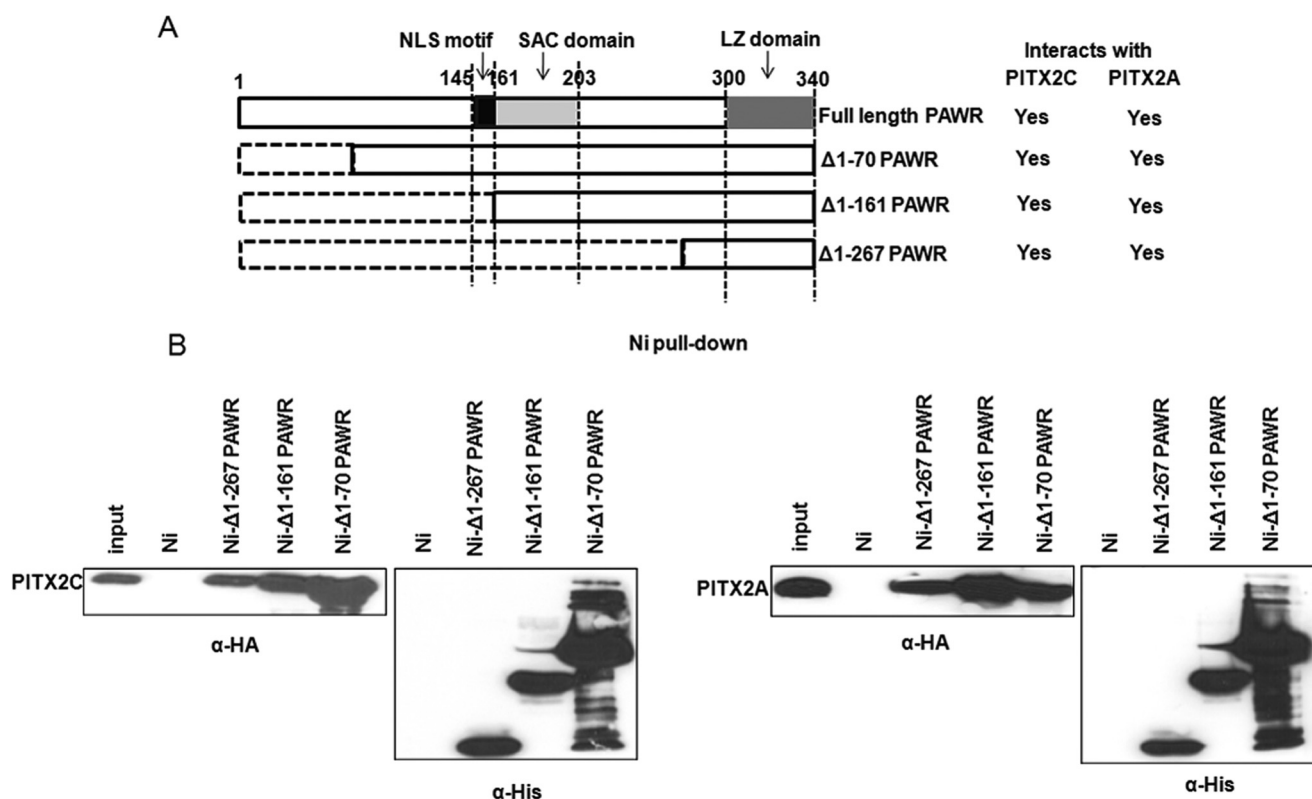 A
NLS motif SAC domain LZ domain Interacts with
PITX2C PITX2A
1 145 161 203 300 340
Full length PAWR Yes Yes
Δ1-70 PAWR Yes Yes
Δ1-161 PAWR Yes Yes
Δ1-267 PAWR Yes Yes
B
Ni pull-down
input
Ni
Ni-Δ1-267 PAWR
Ni-Δ1-161 PAWR
Ni-Δ1-70 PAWR
PITX2C
α-HA
Ni
Ni-Δ1-267 PAWR
Ni-Δ1-161 PAWR
Ni-Δ1-70 PAWR
α-His
input
Ni
Ni-Δ1-267 PAWR
Ni-Δ1-161 PAWR
Ni-Δ1-70 PAWR
PITX2A
α-HA
Ni
Ni-Δ1-267 PAWR
Ni-Δ1-161 PAWR
Ni-Δ1-70 PAWR
α-His